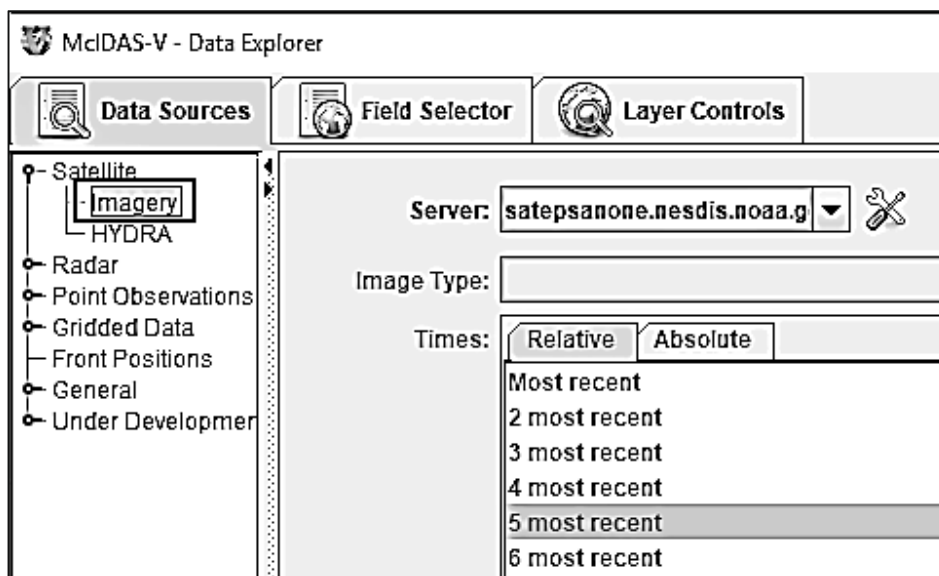 McIDAS-V - Data Explorer
Data Sources
Field Selector
Layer Controls
Satellite
Imagery
HYDRA
Radar
Point Observations
Gridded Data
Front Positions
General
Under Developmer
Server: satepsanone.nesdis.noaa.g
Image Type:
Times: Relative Absolute
Most recent
2 most recent
3 most recent
4 most recent
5 most recent
6 most recent